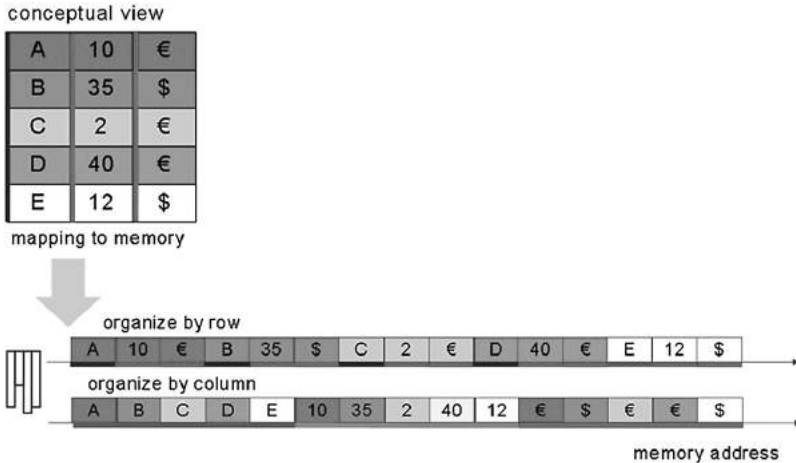 conceptual view
A 10 €
B 35 $
C 2 €
D 40 €
E 12 $
mapping to memory
organize by row
A 10 € B 35 $ C 2 € D 40 € E 12 $
organize by column
A B C D E 10 35 2 40 12 € $ € € $
memory address